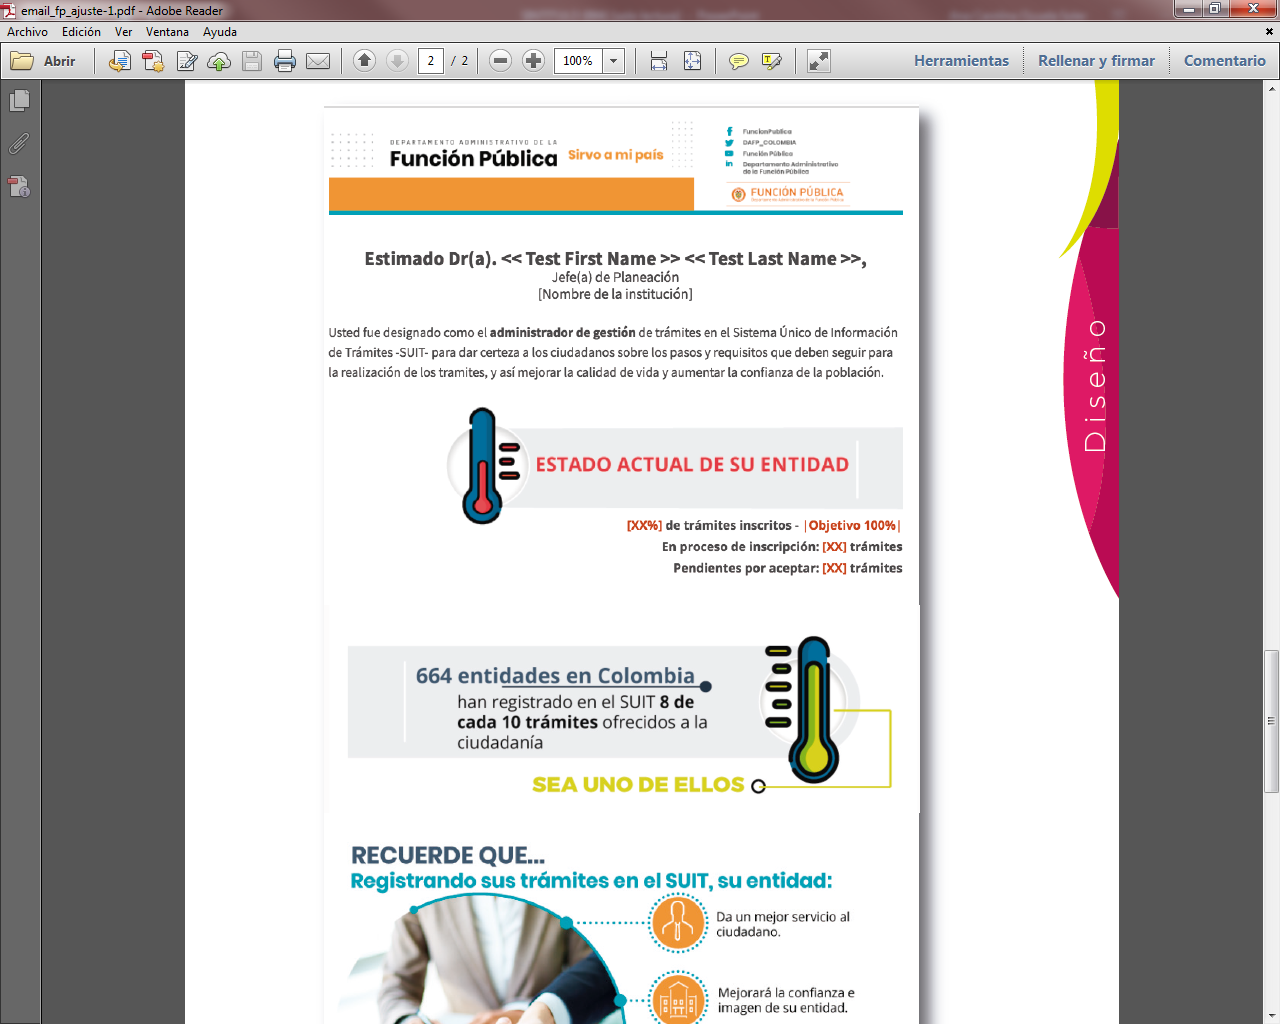 email_fp_ajuste-1.pdf - Adobe Reader
Archivo Edición Ver Ventana Ayuda
Abrir 2 / 2 100% Herramientas Rellenar y firmar Comentario
DEPARTAMENTO ADMINISTRATIVO DE LA
Función Pública Sirvo a mi país
FuncionPublica
DAFP_COLOMBIA
Función Pública
Departamento Administrativo
de la Función Pública
FUNCIÓN PÚBLICA
Estimado Dr(a). << Test First Name >> << Test Last Name >>,
Jefe(a) de Planeación
[Nombre de la institución]
Usted fue designado como el administrador de gestión de trámites en el Sistema Único de Información
de Trámites -SUIT- para dar certeza a los ciudadanos sobre los pasos y requisitos que deben seguir para
la realización de los tramites, y así mejorar la calidad de vida y aumentar la confianza de la población.
ESTADO ACTUAL DE SU ENTIDAD
[XX%] de trámites inscritos - |Objetivo 100%|
En proceso de inscripción: [XX] trámites
Pendientes por aceptar: [XX] trámites
664 entidades en Colombia
han registrado en el SUIT 8 de
cada 10 trámites ofrecidos a la
ciudadanía
SEA UNO DE ELLOS
RECUERDE QUE...
Registrando sus trámites en el SUIT, su entidad:
Da un mejor servicio al
ciudadano.
Mejorará la confianza e
imagen de su entidad.
Diseño